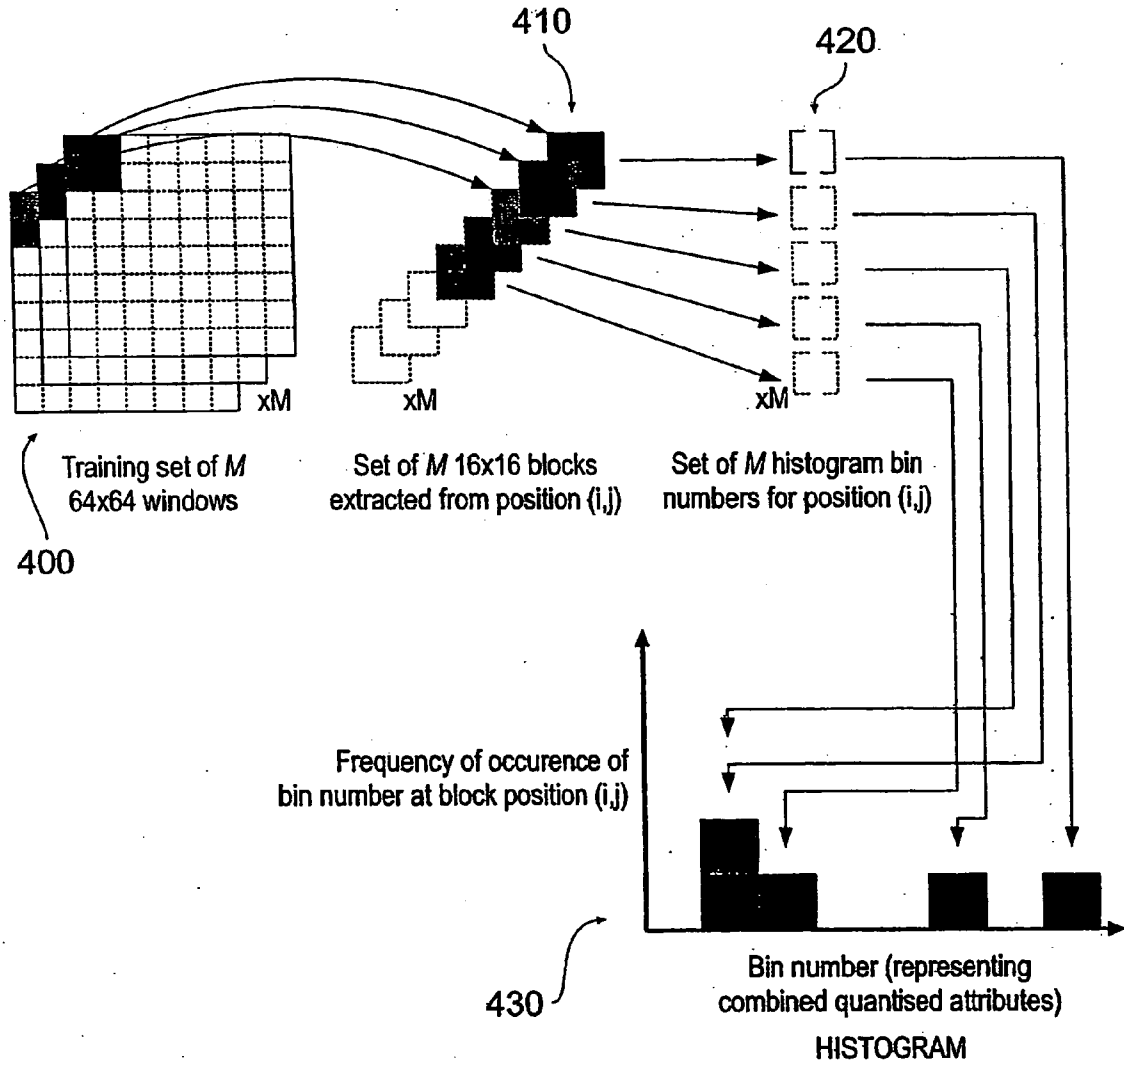 410
420
xM
xM
xM
Training set of M
64x64 windows
Set of M 16x16 blocks
extracted from position (i,j)
Set of M histogram bin
numbers for position (i,j)
400
Frequency of occurence of
bin number at block position (i,j)
430
Bin number (representing
combined quantised attributes)
HISTOGRAM